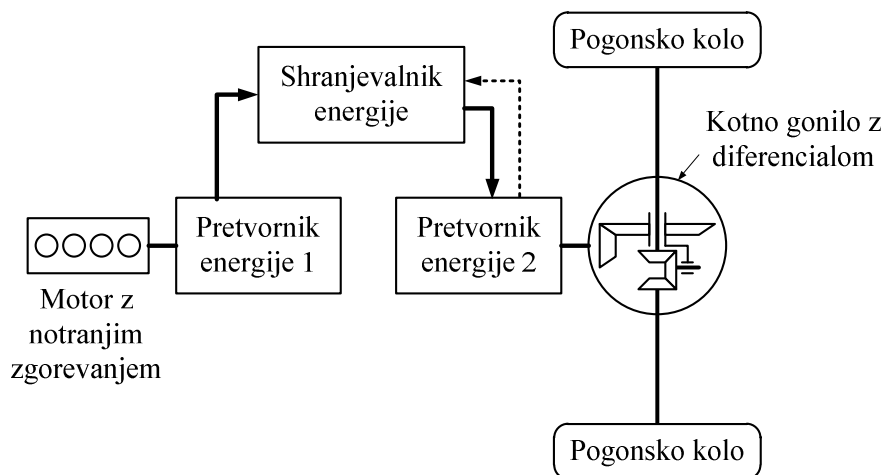 Pogonsko kolo
Shranjevalnik
energije
Kotno gonilo z
diferencialom
Pretvornik
energije 1
Pretvornik
energije 2
Motor z
notranjim
zgorevanjem
Pogonsko kolo